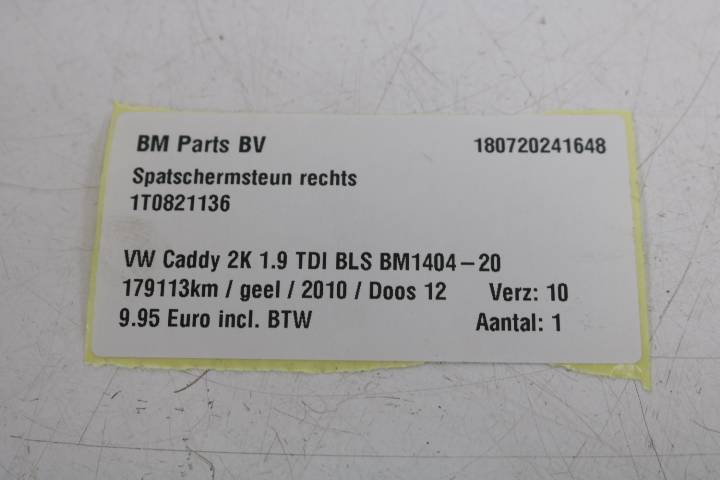 BM Parts BV 180720241648
Spatschermsteun rechts
1T0821136
VW Caddy 2K 1.9 TDI BLS BM1404-20
179113km / geel / 2010 / Doos 12 Verz: 10
9.95 Euro incl. BTW Aantal: 1